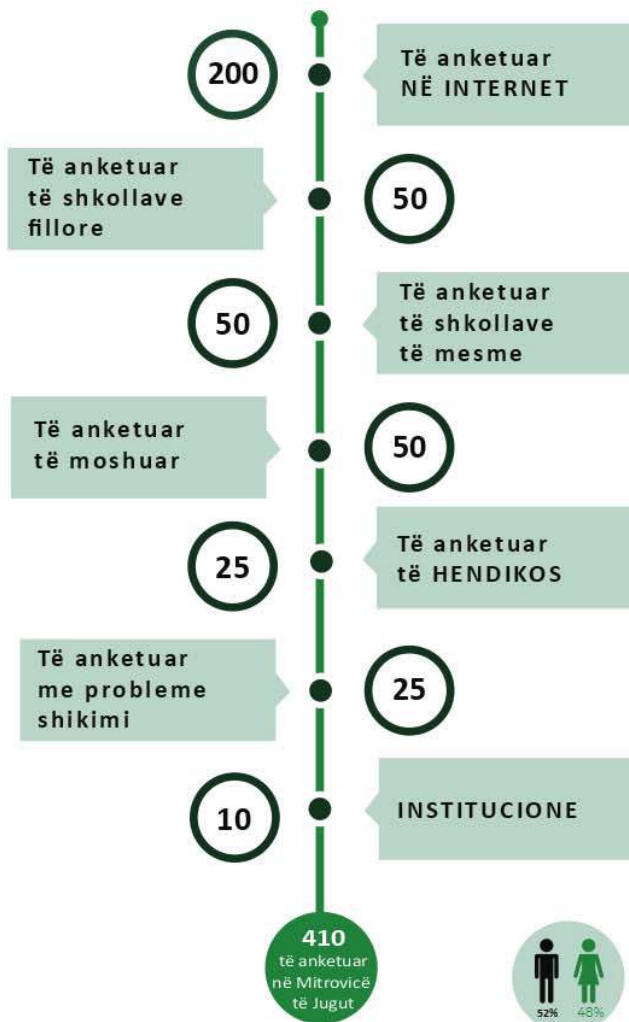 200
Të anketuar
NË INTERNET
Të anketuar
të shkollave
fillore
50
50
Të anketuar
të shkollave
të mesme
Të anketuar
të moshuar
50
25
Të anketuar
të HENDIKOS
Të anketuar
me probleme
shikimi
25
10
INSTITUCIONE
410
të anketuar
në Mitrovicë
të Jugut
52% 48%